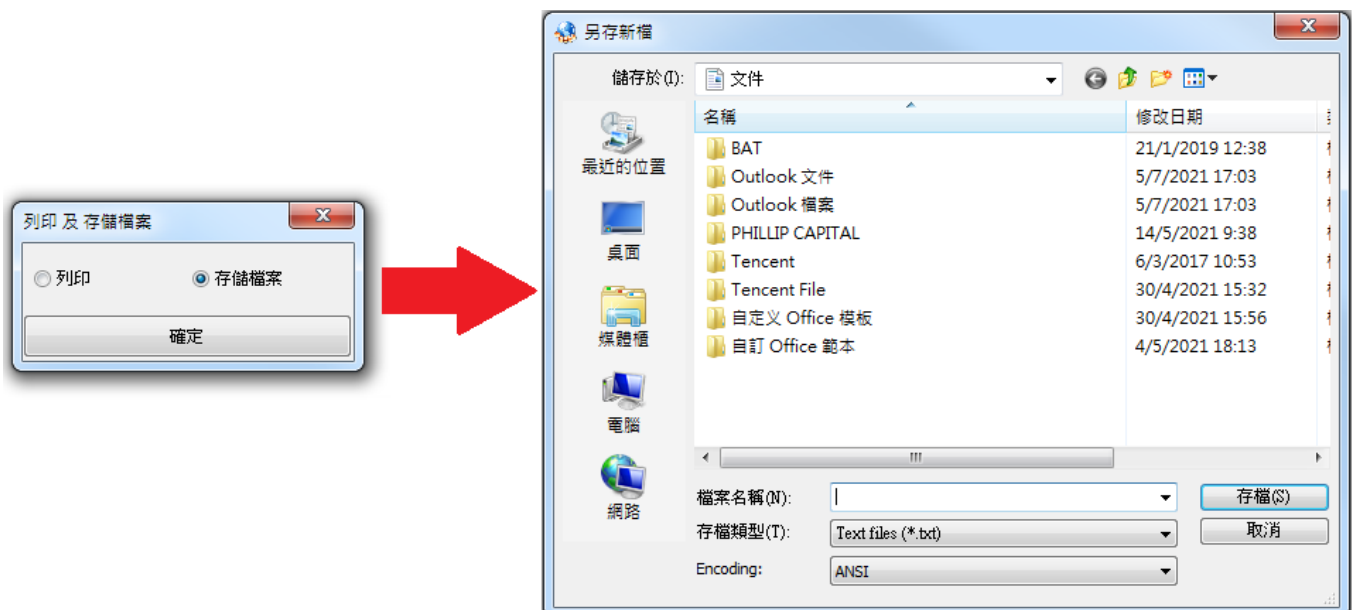 列印 及 存儲檔案
列印
存儲檔案
確定
另存新檔
儲存於(I):
文件
最近的位置
桌面
媒體櫃
電腦
網路
名稱 修改日期
BAT 21/1/2019 12:38
Outlook 文件 5/7/2021 17:03
Outlook 檔案 5/7/2021 17:03
PHILLIP CAPITAL 14/5/2021 9:38
Tencent 6/3/2017 10:53
Tencent File 30/4/2021 15:32
自定义 Office 模板 30/4/2021 15:56
自訂 Office 範本 4/5/2021 18:13
檔案名稱(N):
存檔(S)
存檔類型(T): Text files (*.txt)
取消
Encoding: ANSI